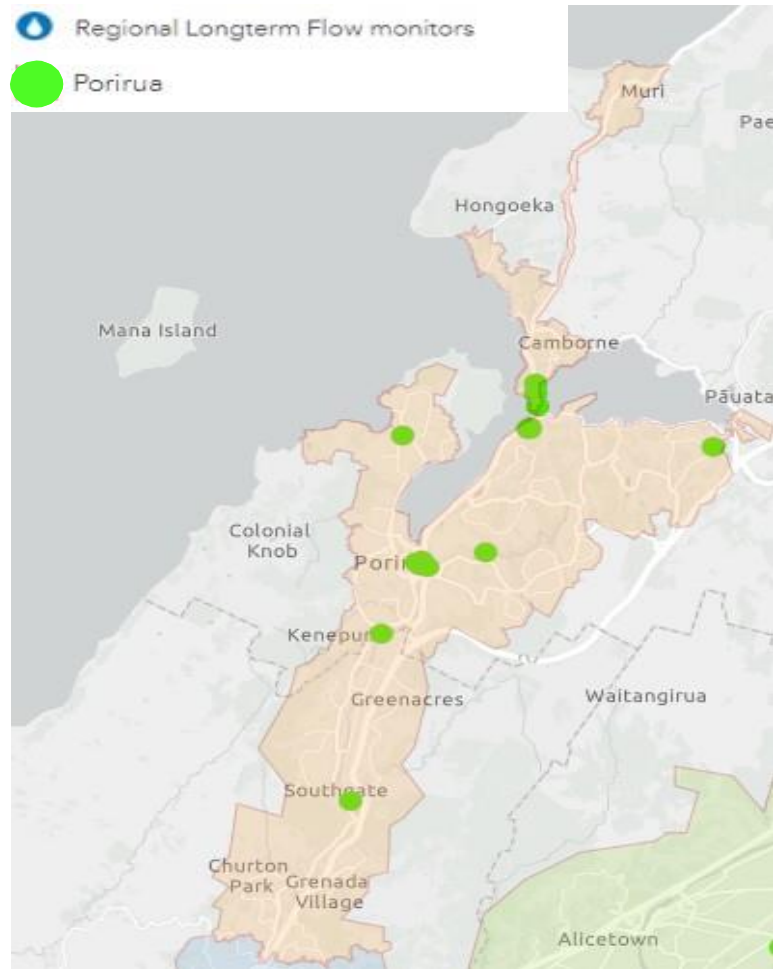 Regional Longterm Flow monitors
Porirua
Muri
Pae
Hongoeka
Mana Island
Camborne
Pāuata
Colonial
Knob
Porir
Kenepuru
Greenacres
Waitangirua
Southgate
Churton
Park
Grenada
Village
Alicetown